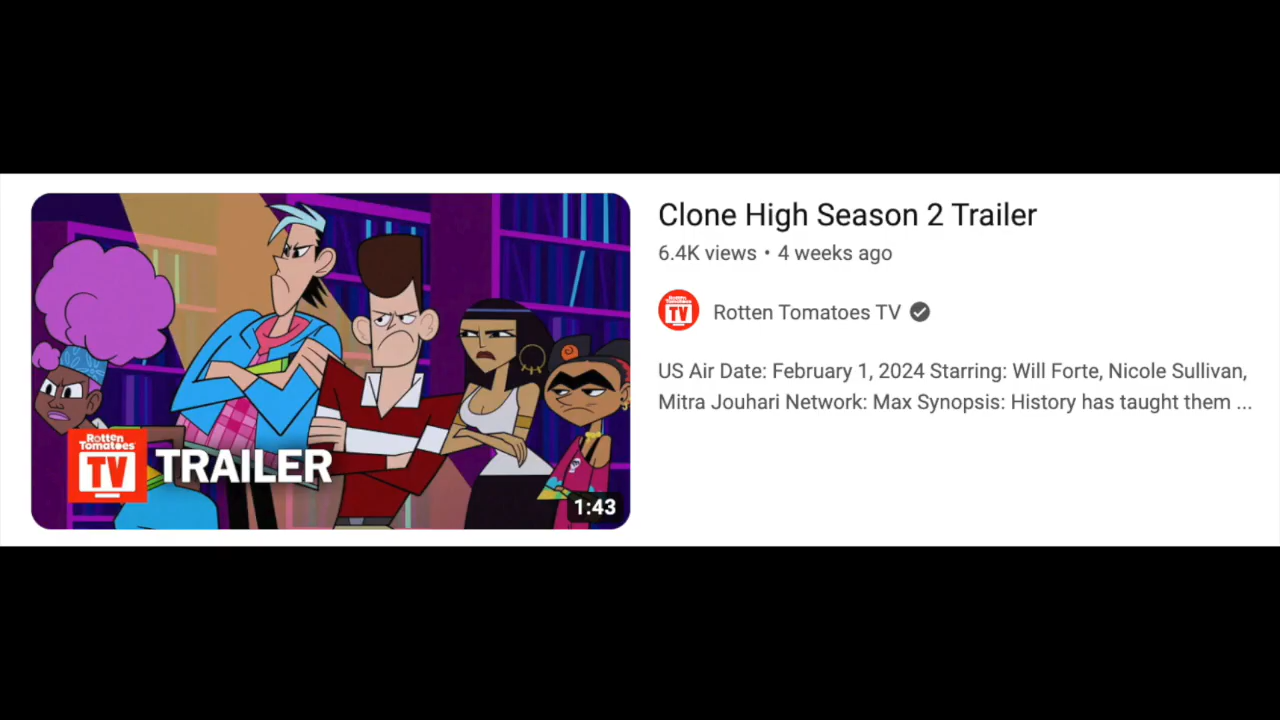 Rotten
Tomatoes
TV
TRAILER
1:43
Clone High Season 2 Trailer
6.4K views • 4 weeks ago
Rotten Tomatoes TV
Rotten Tomatoes TV
US Air Date: February 1, 2024 Starring: Will Forte, Nicole Sullivan,
Mitra Jouhari Network: Max Synopsis: History has taught them ...